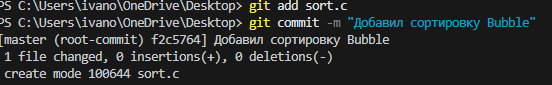 PS C:\Users\ivano\OneDrive\Desktop> git add sort.c
PS C:\Users\ivano\OneDrive\Desktop> git commit -m "Добавил сортировку Bubble"
[master (root-commit) f2c5764] Добавил сортировку Bubble
1 file changed, 0 insertions(+), 0 deletions(-)
create mode 100644 sort.c